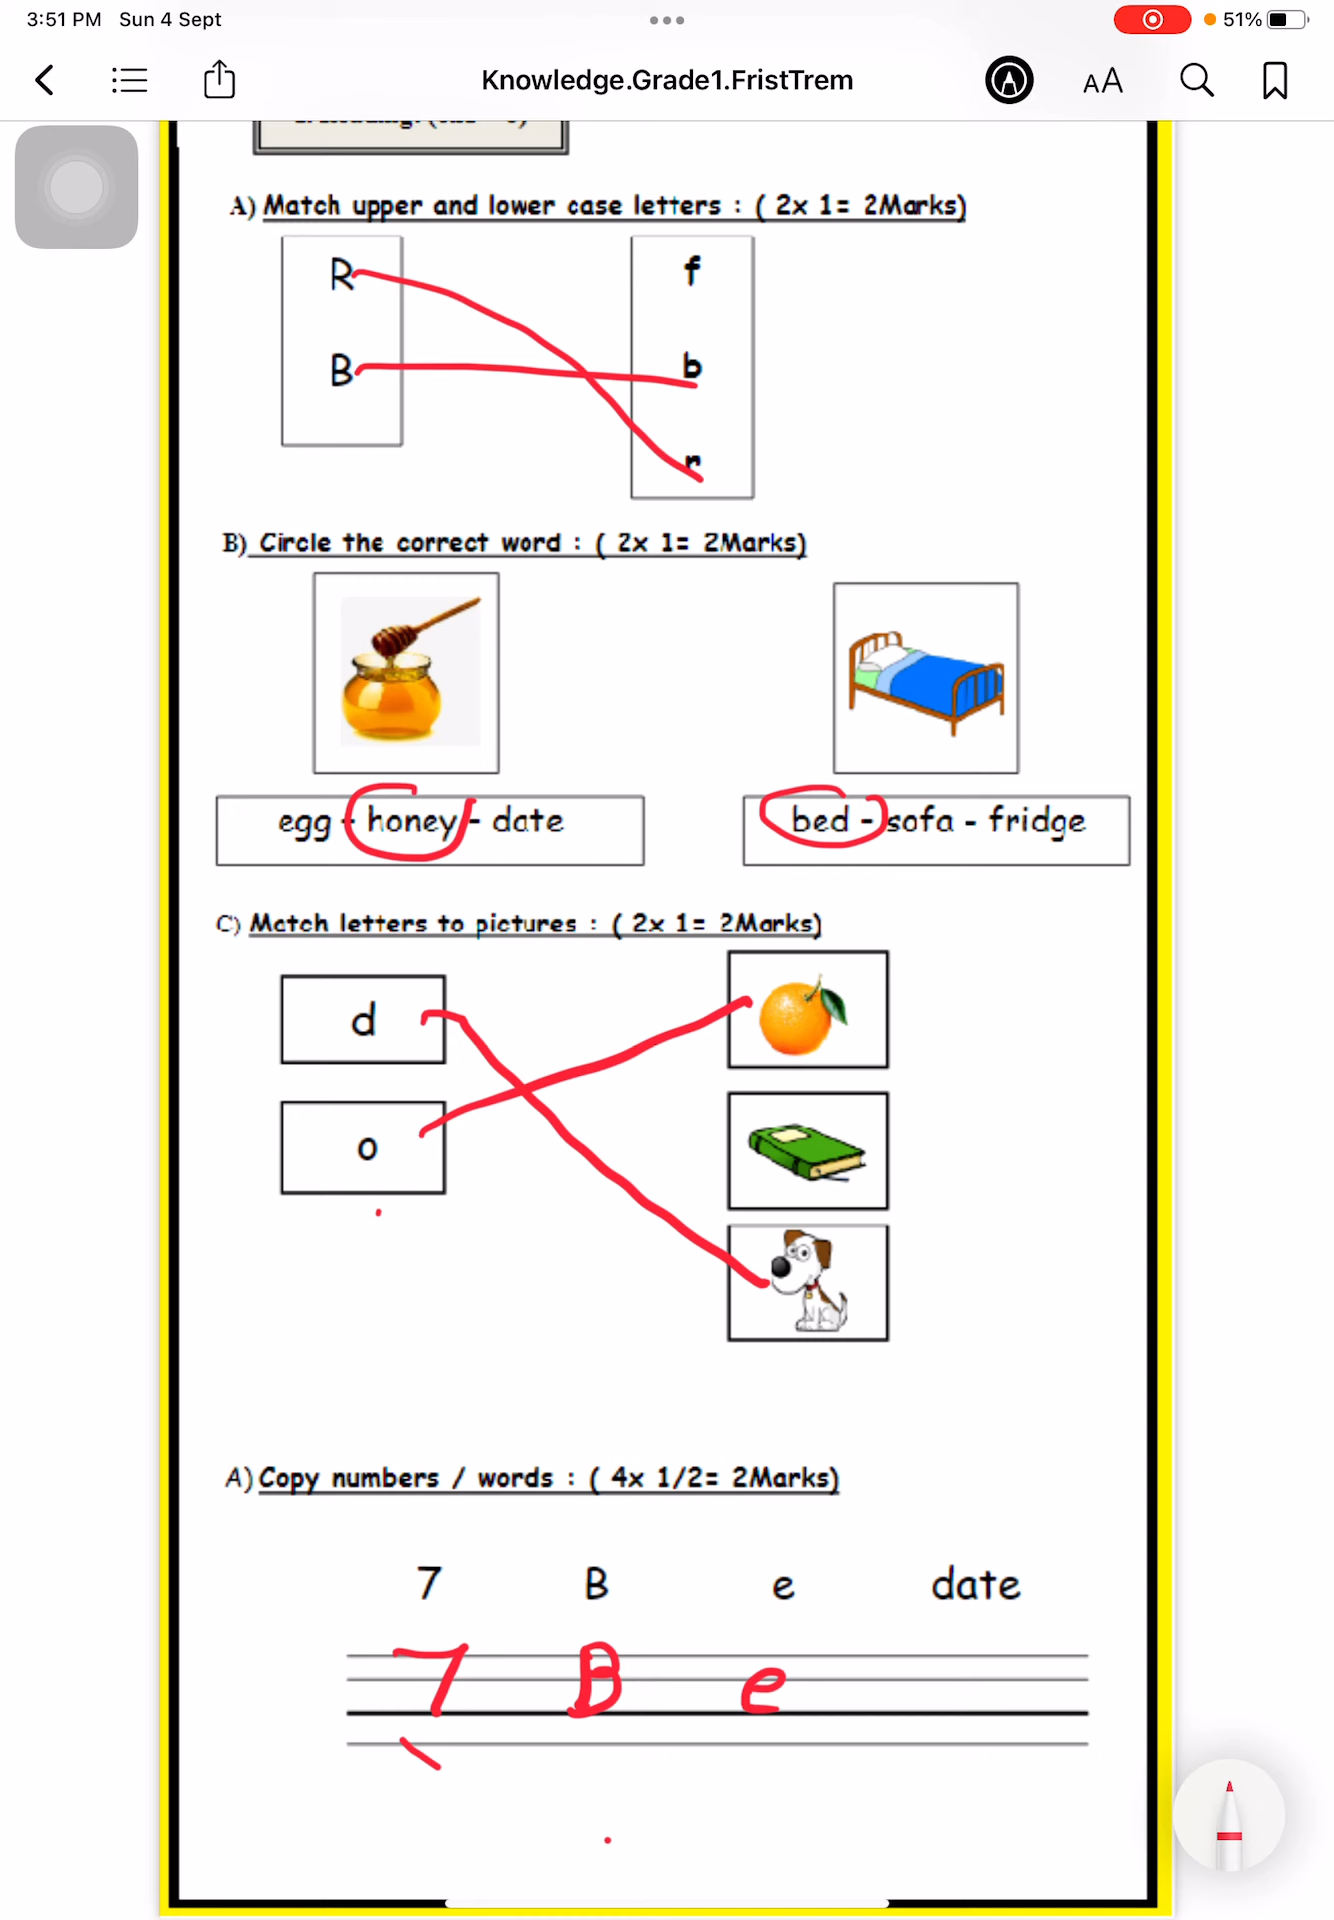 3:51 PM Sun 4 Sept
51%
Knowledge.Grade1.FristTrem
AA
A) Match upper and lower case letters : ( 2x 1= 2Marks)
R f
B b
r
B) Circle the correct word : ( 2x 1= 2Marks)
egg - honey - date
bed - sofa - fridge
C) Match letters to pictures : ( 2x 1= 2Marks)
d
o
A) Copy numbers / words : ( 4x 1/2= 2Marks)
7 B e date
7 B e